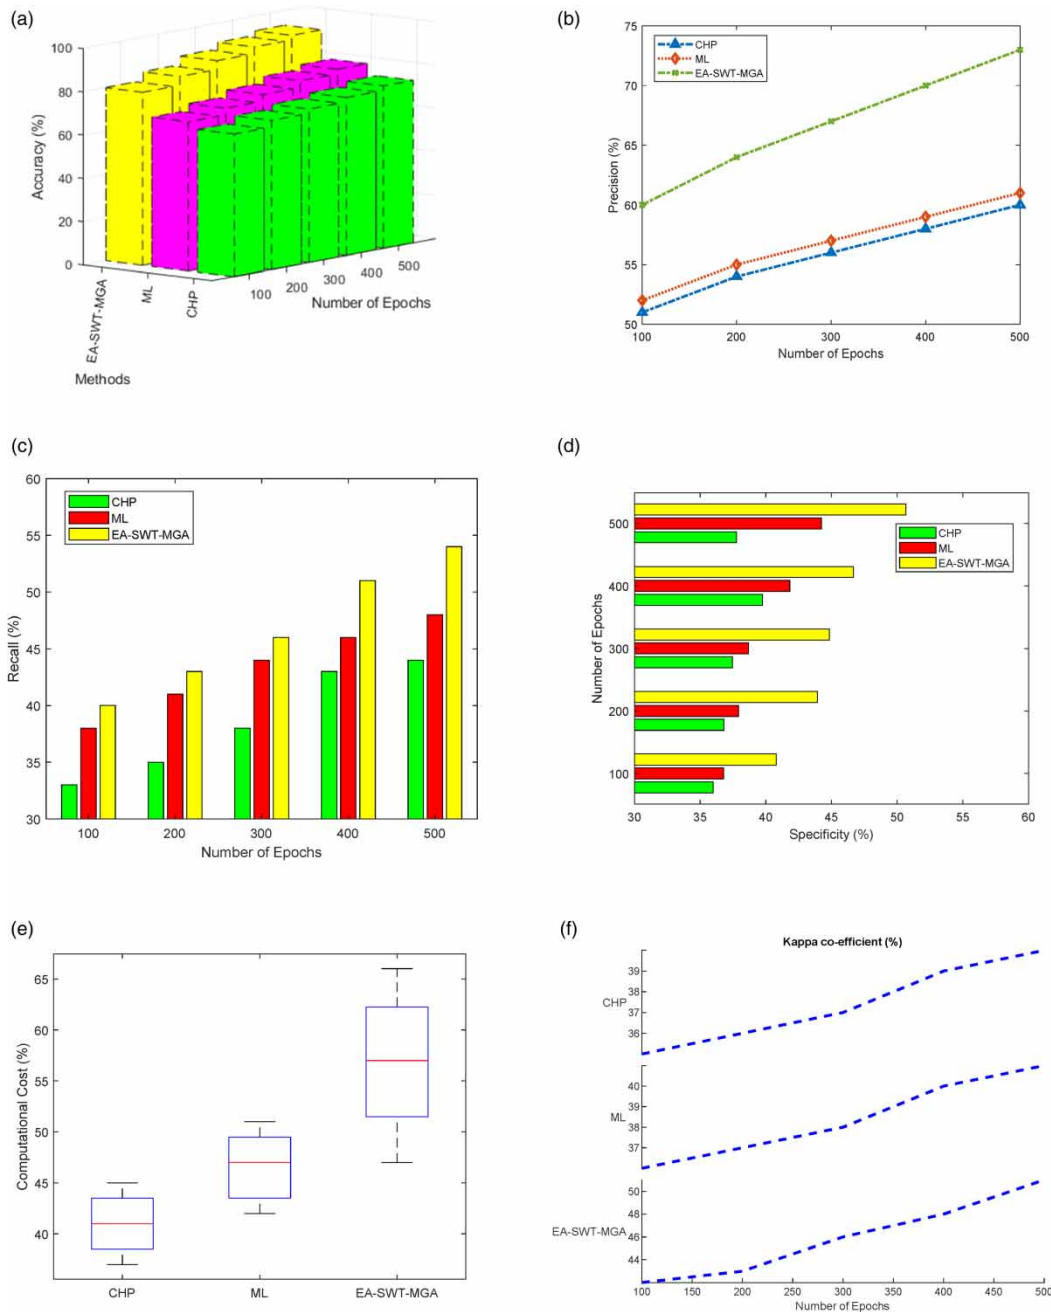 (a)
100
80
60
40
20
0
Accuracy (%)
EA-SWT-MGA
ML
CHP
Methods
100
200
300
400
500
Number of Epochs
(b)
CHP
ML
EA-SWT-MGA
75
70
65
60
55
50
Precision (%)
100 200 300 400 500
Number of Epochs
(c)
CHP
ML
EA-SWT-MGA
60
55
50
45
40
35
30
Recall (%)
100 200 300 400 500
Number of Epochs
(d)
CHP
ML
EA-SWT-MGA
500
400
300
200
100
Number of Epochs
30 35 40 45 50 55 60
Specificity (%)
(e)
65
60
55
50
45
40
Computational Cost (%)
CHP ML EA-SWT-MGA
(f)
Kappa co-efficient (%)
39
38
37
36
CHP
40
39
38
37
ML
50
48
46
44
EA-SWT-MGA
100 150 200 250 300 350 400 450 500
Number of Epochs